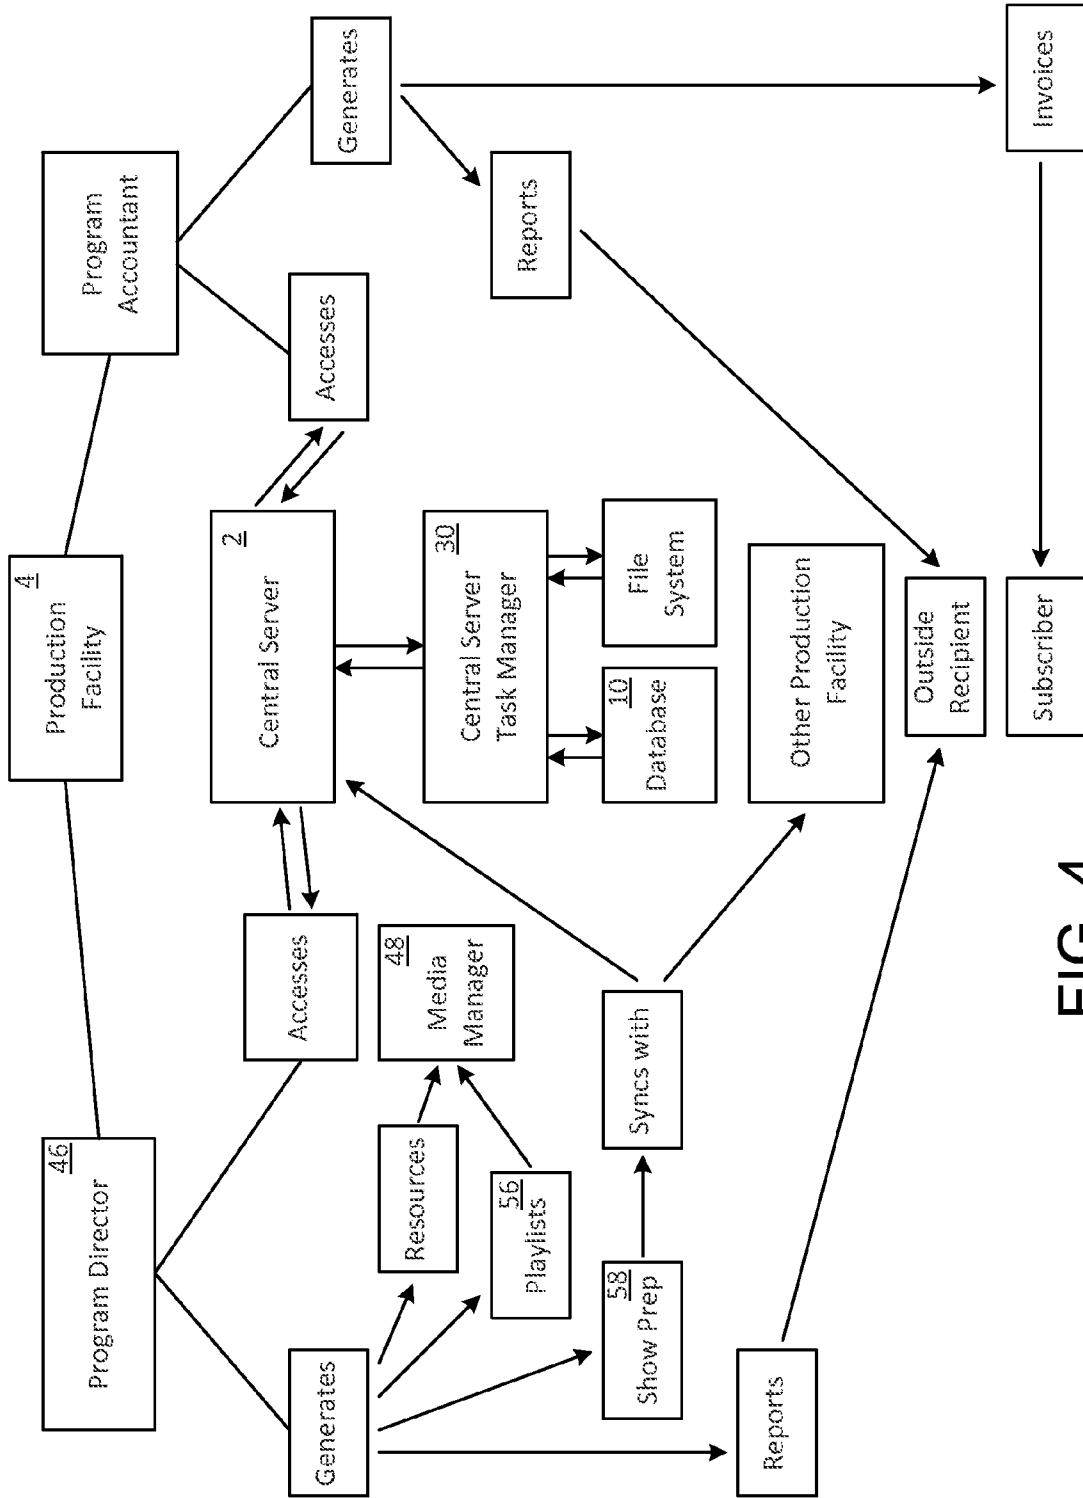 Production
Facility
4
Program Director
46
Program
Accountant
Generates
Accesses
Central Server
2
Accesses
Generates
Resources
Media
Manager
48
Central Server
Task Manager
30
Playlists
56
Reports
Show Prep
58
Syncs with
Database
10
File
System
Reports
Other Production
Facility
Outside
Recipient
Subscriber
Invoices
FIG. 4